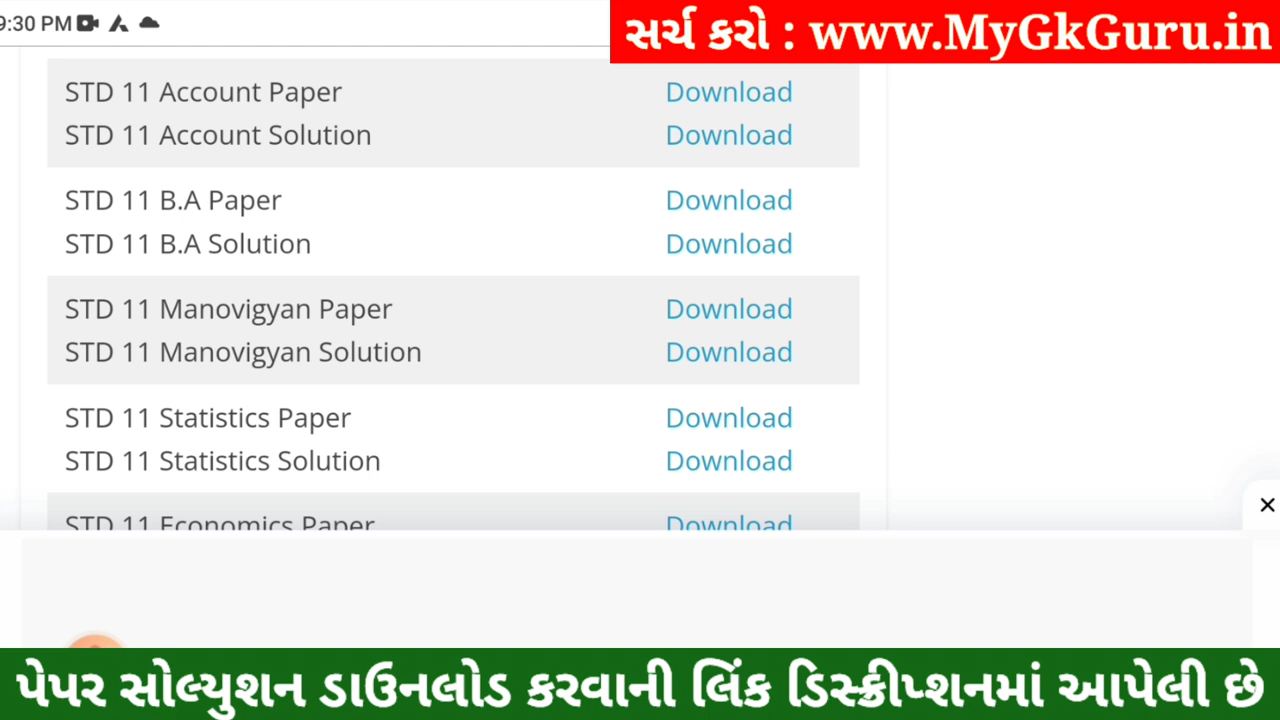 9:30 PM
સર્ચ કરો : www.MyGkGuru.in
STD 11 Account Paper Download
STD 11 Account Solution Download
STD 11 B.A Paper Download
STD 11 B.A Solution Download
STD 11 Manovigyan Paper Download
STD 11 Manovigyan Solution Download
STD 11 Statistics Paper Download
STD 11 Statistics Solution Download
STD 11 Economics Paper Download
પેપર સોલ્યુશન ડાઉનલોડ કરવાની લિંક ડિસ્ક્રીપ્શનમાં આપેલી છે